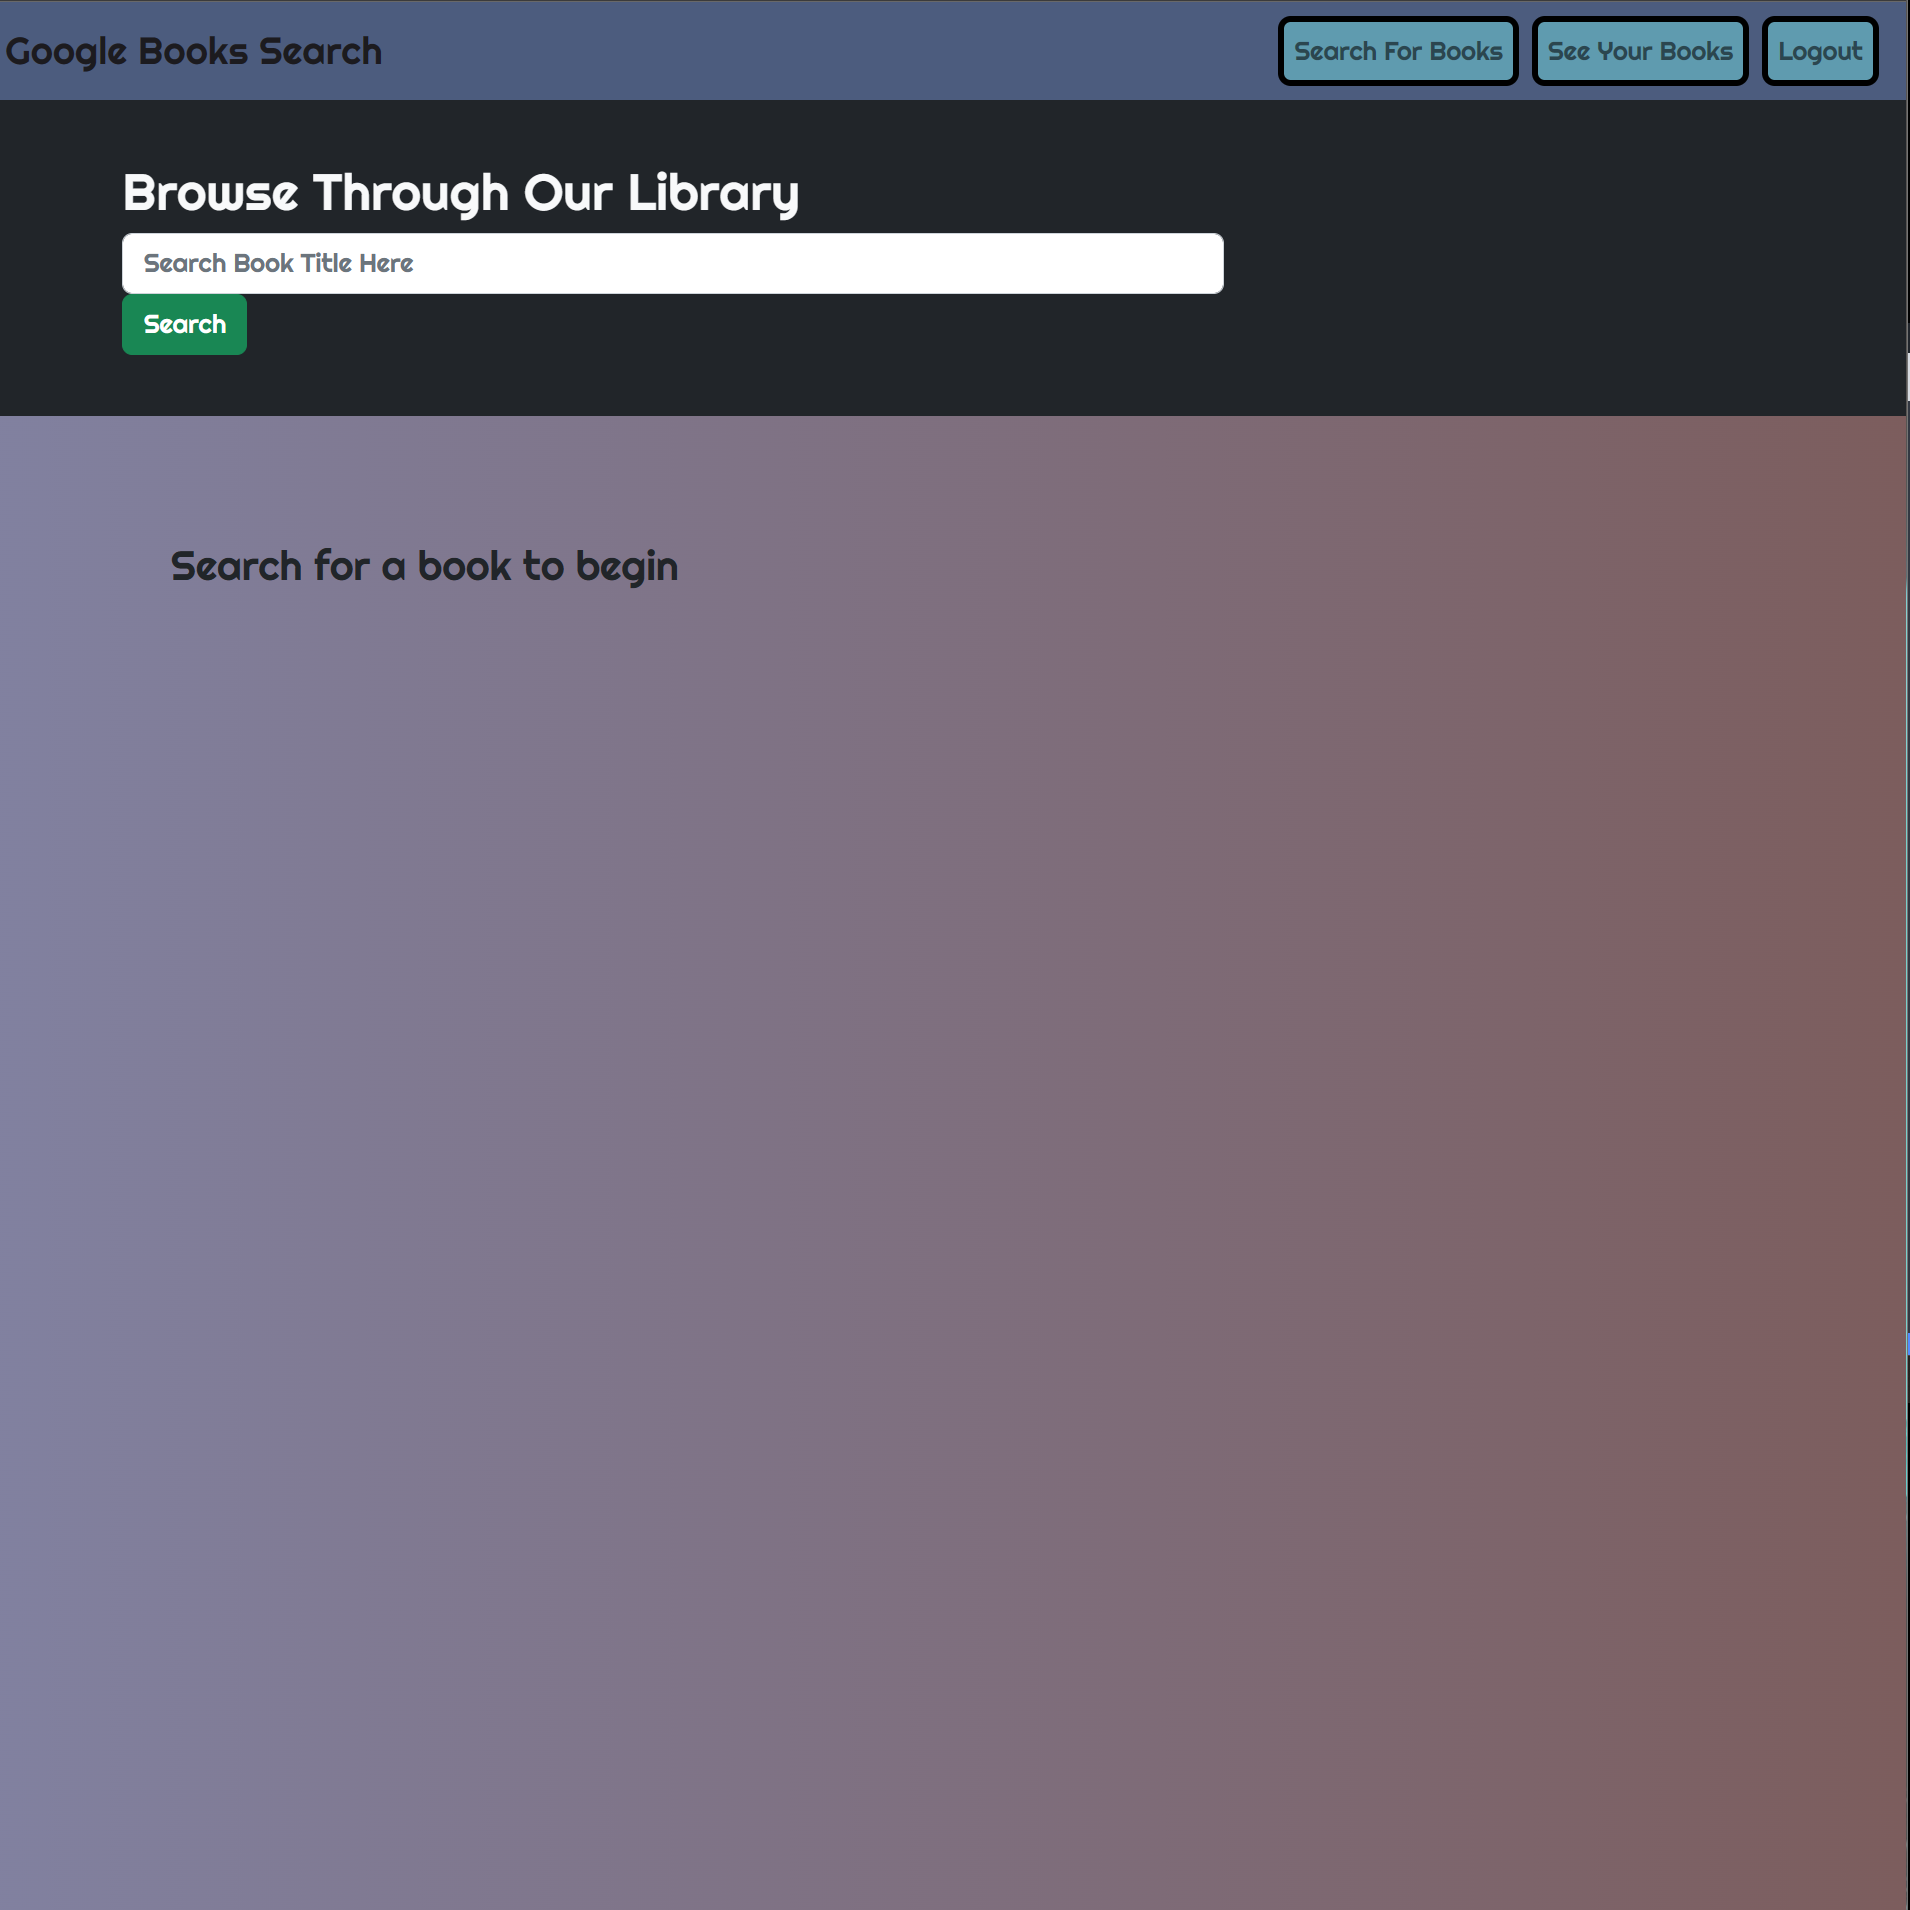 Google Books Search
Search For Books
See Your Books
Logout
Browse Through Our Library
Search Book Title Here
Search
Search for a book to begin